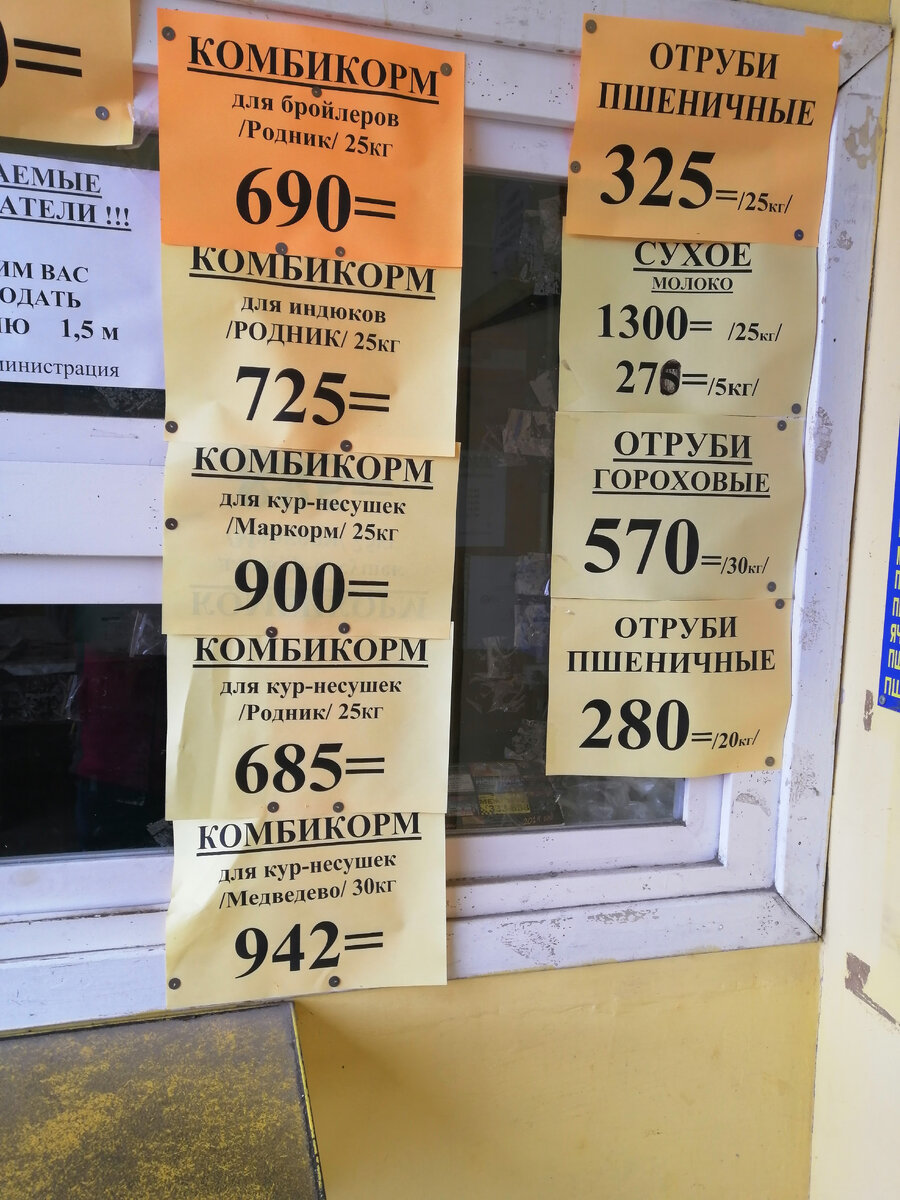 0=
АЕМЫЕ
АТЕЛИ !!!
ИМ ВАС
ОДАТЬ
Ю 1,5 м
министрация
КОМБИКОРМ
для бройлеров
/Родник/ 25кг
690=
КОМБИКОРМ
для индюков
/РОДНИК/ 25кг
725=
КОМБИКОРМ
для кур-несушек
/Маркорм/ 25кг
900=
КОМБИКОРМ
для кур-несушек
/Родник/ 25кг
685=
КОМБИКОРМ
для кур-несушек
/Медведево/ 30кг
942=
ОТРУБИ
ПШЕНИЧНЫЕ
325=/25кг/
СУХОЕ
МОЛОКО
1300= /25кг/
276=/5кг/
ОТРУБИ
ГОРОХОВЫЕ
570=/30кг/
ОТРУБИ
ПШЕНИЧНЫЕ
280=/20кг/